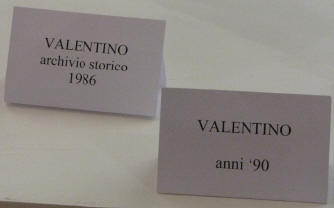 VALENTINO
archivio storico
1986
VALENTINO
anni ‘90